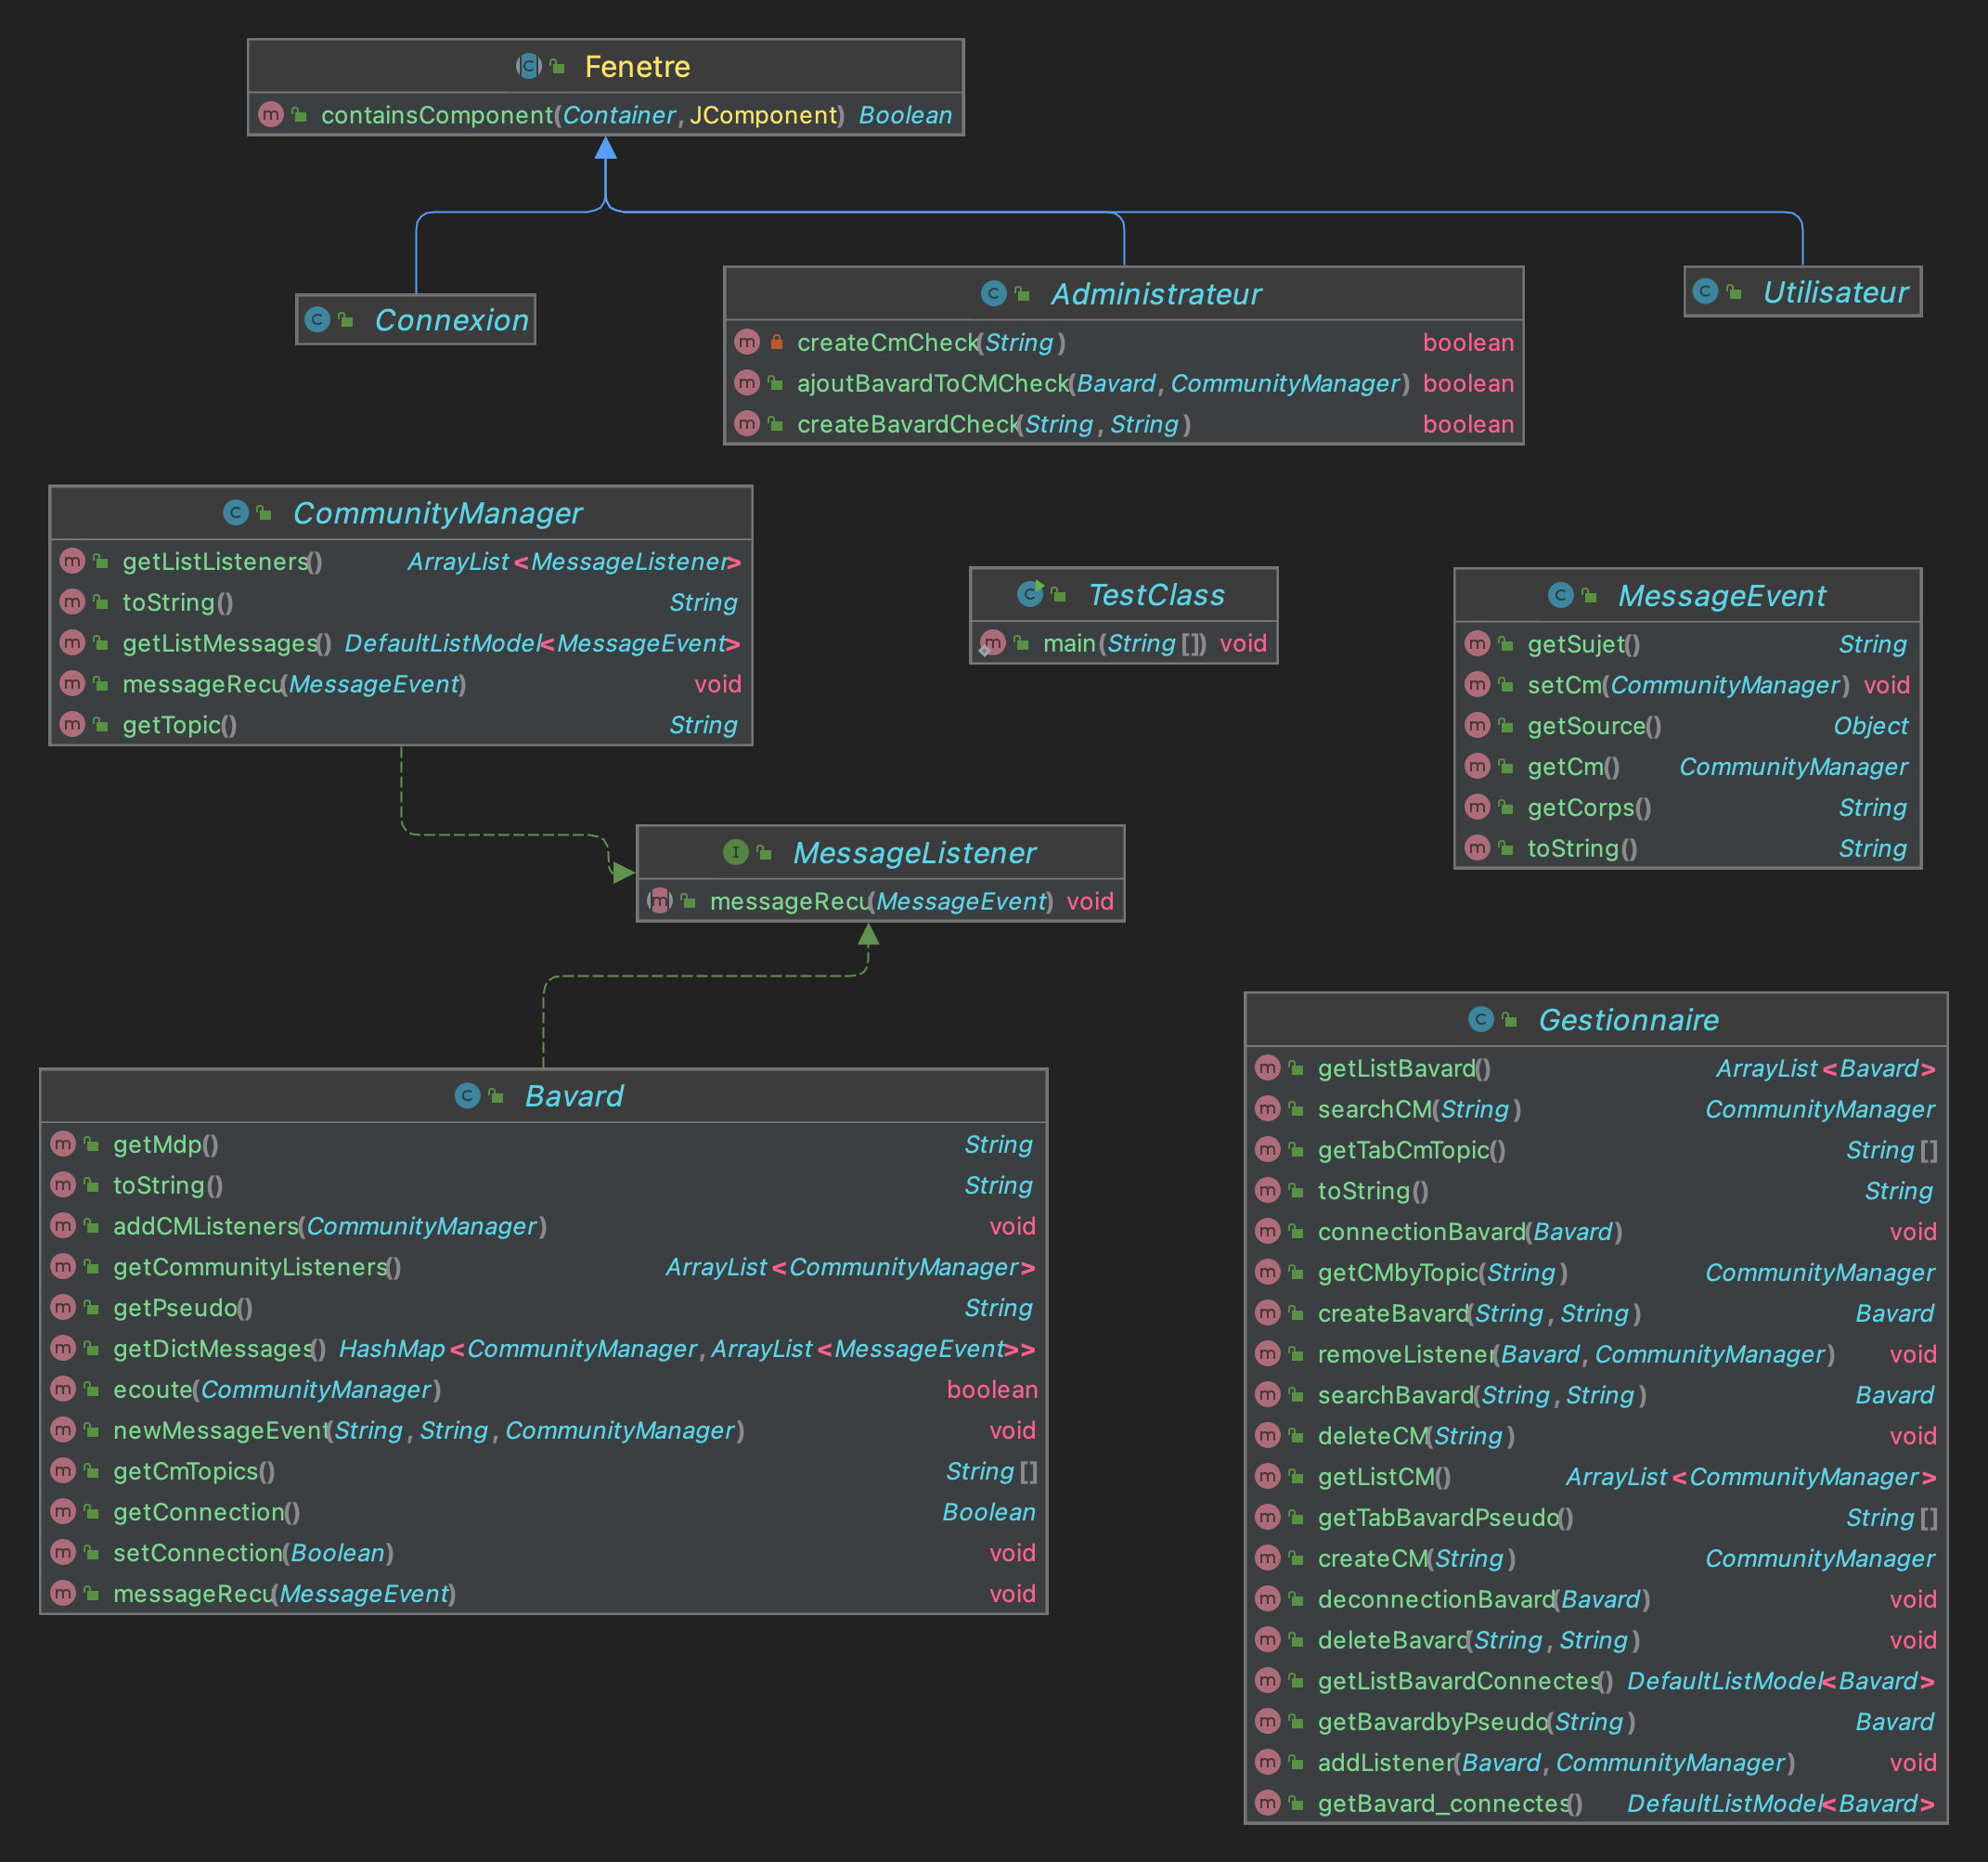 Fenetre
containsComponent(Container, JComponent) Boolean
Connexion
Administrateur
createCmCheck(String) boolean
ajoutBavardToCMCheck(Bavard, CommunityManager) boolean
createBavardCheck(String, String) boolean
Utilisateur
CommunityManager
getListListeners() ArrayList<MessageListener>
toString() String
getListMessages() DefaultListModel<MessageEvent>
messageRecu(MessageEvent) void
getTopic() String
TestClass
main(String[]) void
MessageEvent
getSujet() String
setCm(CommunityManager) void
getSource() Object
getCm() CommunityManager
getCorps() String
toString() String
MessageListener
messageRecu(MessageEvent) void
Bavard
getMdp() String
toString() String
addCMListeners(CommunityManager) void
getCommunityListeners() ArrayList<CommunityManager>
getPseudo() String
getDictMessages() HashMap<CommunityManager, ArrayList<MessageEvent>>
ecoute(CommunityManager) boolean
newMessageEvent(String, String, CommunityManager) void
getCmTopics() String[]
getConnection() Boolean
setConnection(Boolean) void
messageRecu(MessageEvent) void
Gestionnaire
getListBavard() ArrayList<Bavard>
searchCM(String) CommunityManager
getTabCmTopic() String[]
toString() String
connectionBavard(Bavard) void
getCMbyTopic(String) CommunityManager
createBavard(String, String) Bavard
removeListener(Bavard, CommunityManager) void
searchBavard(String, String) Bavard
deleteCM(String) void
getListCM() ArrayList<CommunityManager>
getTabBavardPseudo() String[]
createCM(String) CommunityManager
deconnectionBavard(Bavard) void
deleteBavard(String, String) void
getListBavardConnectes() DefaultListModel<Bavard>
getBavardbyPseudo(String) Bavard
addListener(Bavard, CommunityManager) void
getBavard_connectes() DefaultListModel<Bavard>